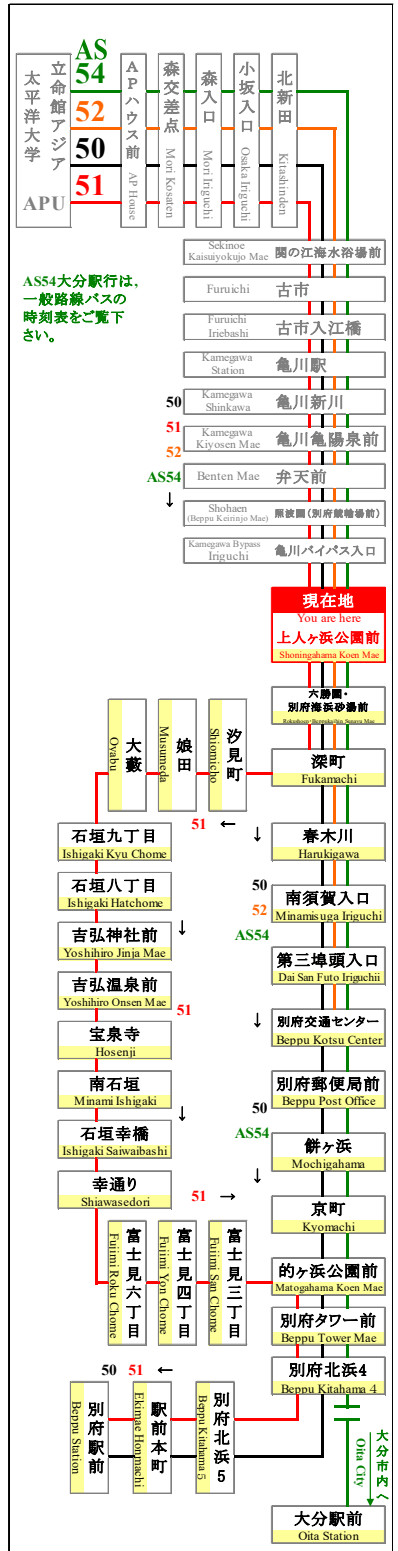 AS
54
52
50
51
立命館アジア
太平洋大学
APU
APハウス前
AP House
森交差点
Mori Kosaten
森入口
Mori Iriguchi
小坂入口
Osaka Iriguchi
北新田
Kitashinden
Sekinoe
Kaisuiyokujo Mae
関の江海水浴場前
AS54大分駅行は、
一般路線バスの
時刻表をご覧下
さい。
Furuichi
古市
Furuichi
Iriebashi
古市入江橋
Kamegawa
Station
亀川駅
50
51
52
AS54
↓
Kamegawa
Shinkawa
亀川新川
Kamegawa
Kiyosen Mae
亀川亀陽泉前
Benten Mae
弁天前
Shohaen
(Beppu Keirinjo Mae)
照波園(別府競輪場前)
Kamegawa Bypass
Iriguchi
亀川バイパス入口
現在地
You are here
上人ヶ浜公園前
Shoningahama Koen Mae
六勝園・
別府海浜砂湯前
深町
Fukamachi
汐見町
Shiomicho
娘田
Musumeda
大藪
Oyabu
51 ←
↓
春木川
Harukigawa
石垣九丁目
Ishigaki Kyu Chome
石垣八丁目
Ishigaki Hatchome
↓
50
52
AS54
南須賀入口
Minamisuga Iriguchi
吉弘神社前
Yoshihiro Jinja Mae
第三埠頭入口
Dai San Futo Iriguchii
吉弘温泉前
Yoshihiro Onsen Mae
51
↓
別府交通センター
Beppu Kotsu Center
宝泉寺
Hosenji
南石垣
Minami Ishigaki
↓
50
AS54
↓
別府郵便局前
Beppu Post Office
石垣幸橋
Ishigaki Saiwaibashi
餅ヶ浜
Mochigahama
幸通り
Shiawasedori
51 →
京町
Kyomachi
富士見六丁目
Fujimi Roku Chome
富士見四丁目
Fujimi Yon Chome
富士見三丁目
Fujimi San Chome
的ヶ浜公園前
Matogahama Koen Mae
別府タワー前
Beppu Tower Mae
別府北浜4
Beppu Kitahama 4
50 51 ←
別府駅前
Beppu Station
駅前本町
Ekimae Honmachi
別府北浜5
Beppu Kitahama 5
大分市内へ
Oita City
大分駅前
Oita Station